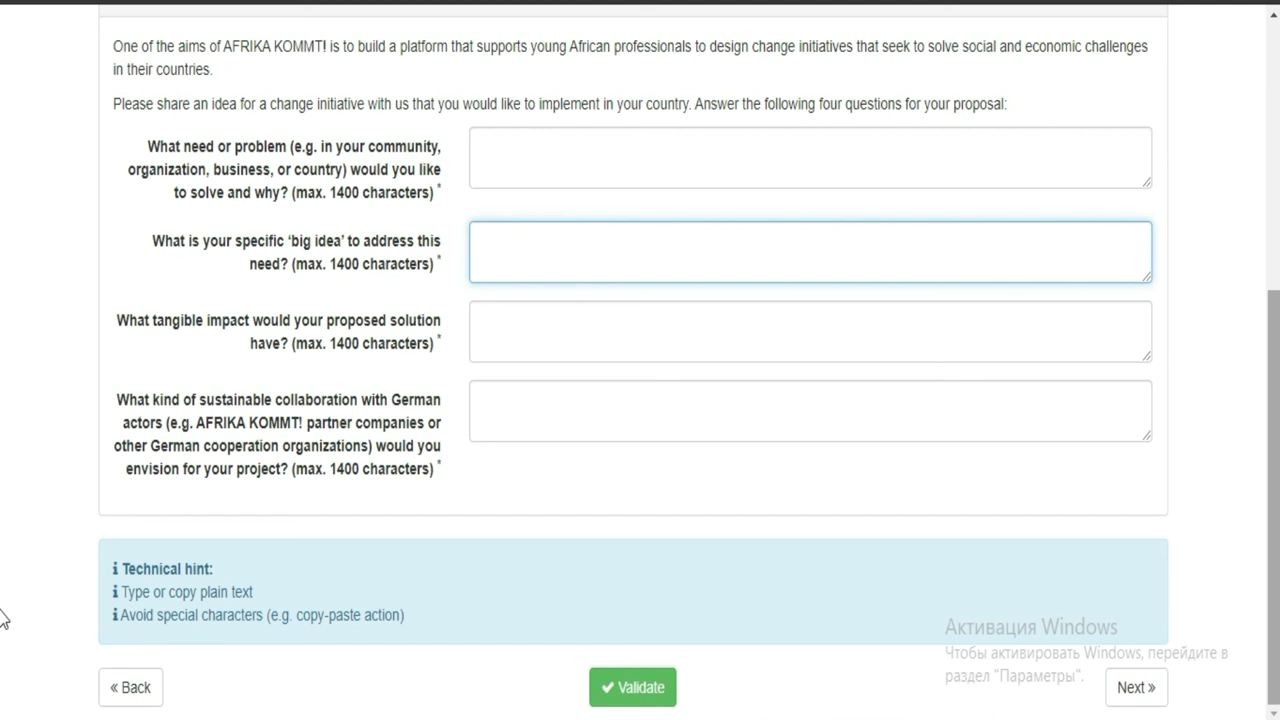 One of the aims of AFRIKA KOMMT! is to build a platform that supports young African professionals to design change initiatives that seek to solve social and economic challenges
in their countries.
Please share an idea for a change initiative with us that you would like to implement in your country. Answer the following four questions for your proposal:
What need or problem (e.g. in your community,
organization, business, or country) would you like
to solve and why? (max. 1400 characters) *
What is your specific ‘big idea’ to address this
need? (max. 1400 characters) *
What tangible impact would your proposed solution
have? (max. 1400 characters) *
What kind of sustainable collaboration with German
actors (e.g. AFRIKA KOMMT! partner companies or
other German cooperation organizations) would you
envision for your project? (max. 1400 characters) *
i Technical hint:
i Type or copy plain text
i Avoid special characters (e.g. copy-paste action)
Активация Windows
Чтобы активировать Windows, перейдите в
раздел "Параметры".
« Back
✔ Validate
Next »